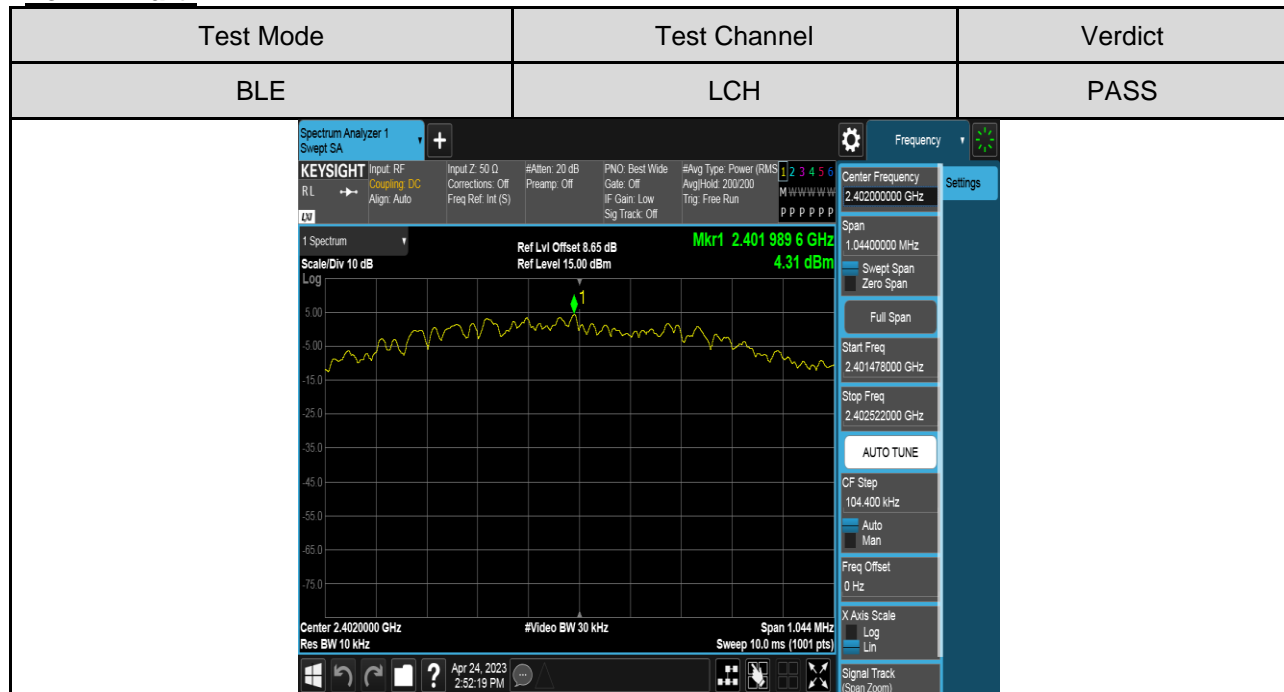 Test Mode Test Channel Verdict
BLE LCH PASS
Spectrum Analyzer 1
Swept SA
+
Frequency
KEYSIGHT
RL
LXI
Input: RF
Coupling: DC
Align: Auto
Input Z: 50 Ω
Corrections: Off
Freq Ref: Int (S)
#Atten: 20 dB
Preamp: Off
PNO: Best Wide
Gate: Off
IF Gain: Low
Sig Track: Off
#Avg Type: Power (RMS
Avg|Hold: 200/200
Trig: Free Run
1 2 3 4 5 6
M W W W W W
P P P P P P
1 Spectrum
Scale/Div 10 dB
Ref Lvl Offset 8.65 dB
Ref Level 15.00 dBm
Mkr1 2.401 989 6 GHz
4.31 dBm
Log
1
5.00
-5.00
-15.0
-25.0
-35.0
-45.0
-55.0
-65.0
-75.0
Center 2.4020000 GHz
Res BW 10 kHz
#Video BW 30 kHz
Span 1.044 MHz
Sweep 10.0 ms (1001 pts)
?
Apr 24, 2023
2:52:19 PM
Center Frequency
2.402000000 GHz
Settings
Span
1.04400000 MHz
Swept Span
Zero Span
Full Span
Start Freq
2.401478000 GHz
Stop Freq
2.402522000 GHz
AUTO TUNE
CF Step
104.400 kHz
Auto
Man
Freq Offset
0 Hz
X Axis Scale
Log
Lin
Signal Track
(Span Zoom)